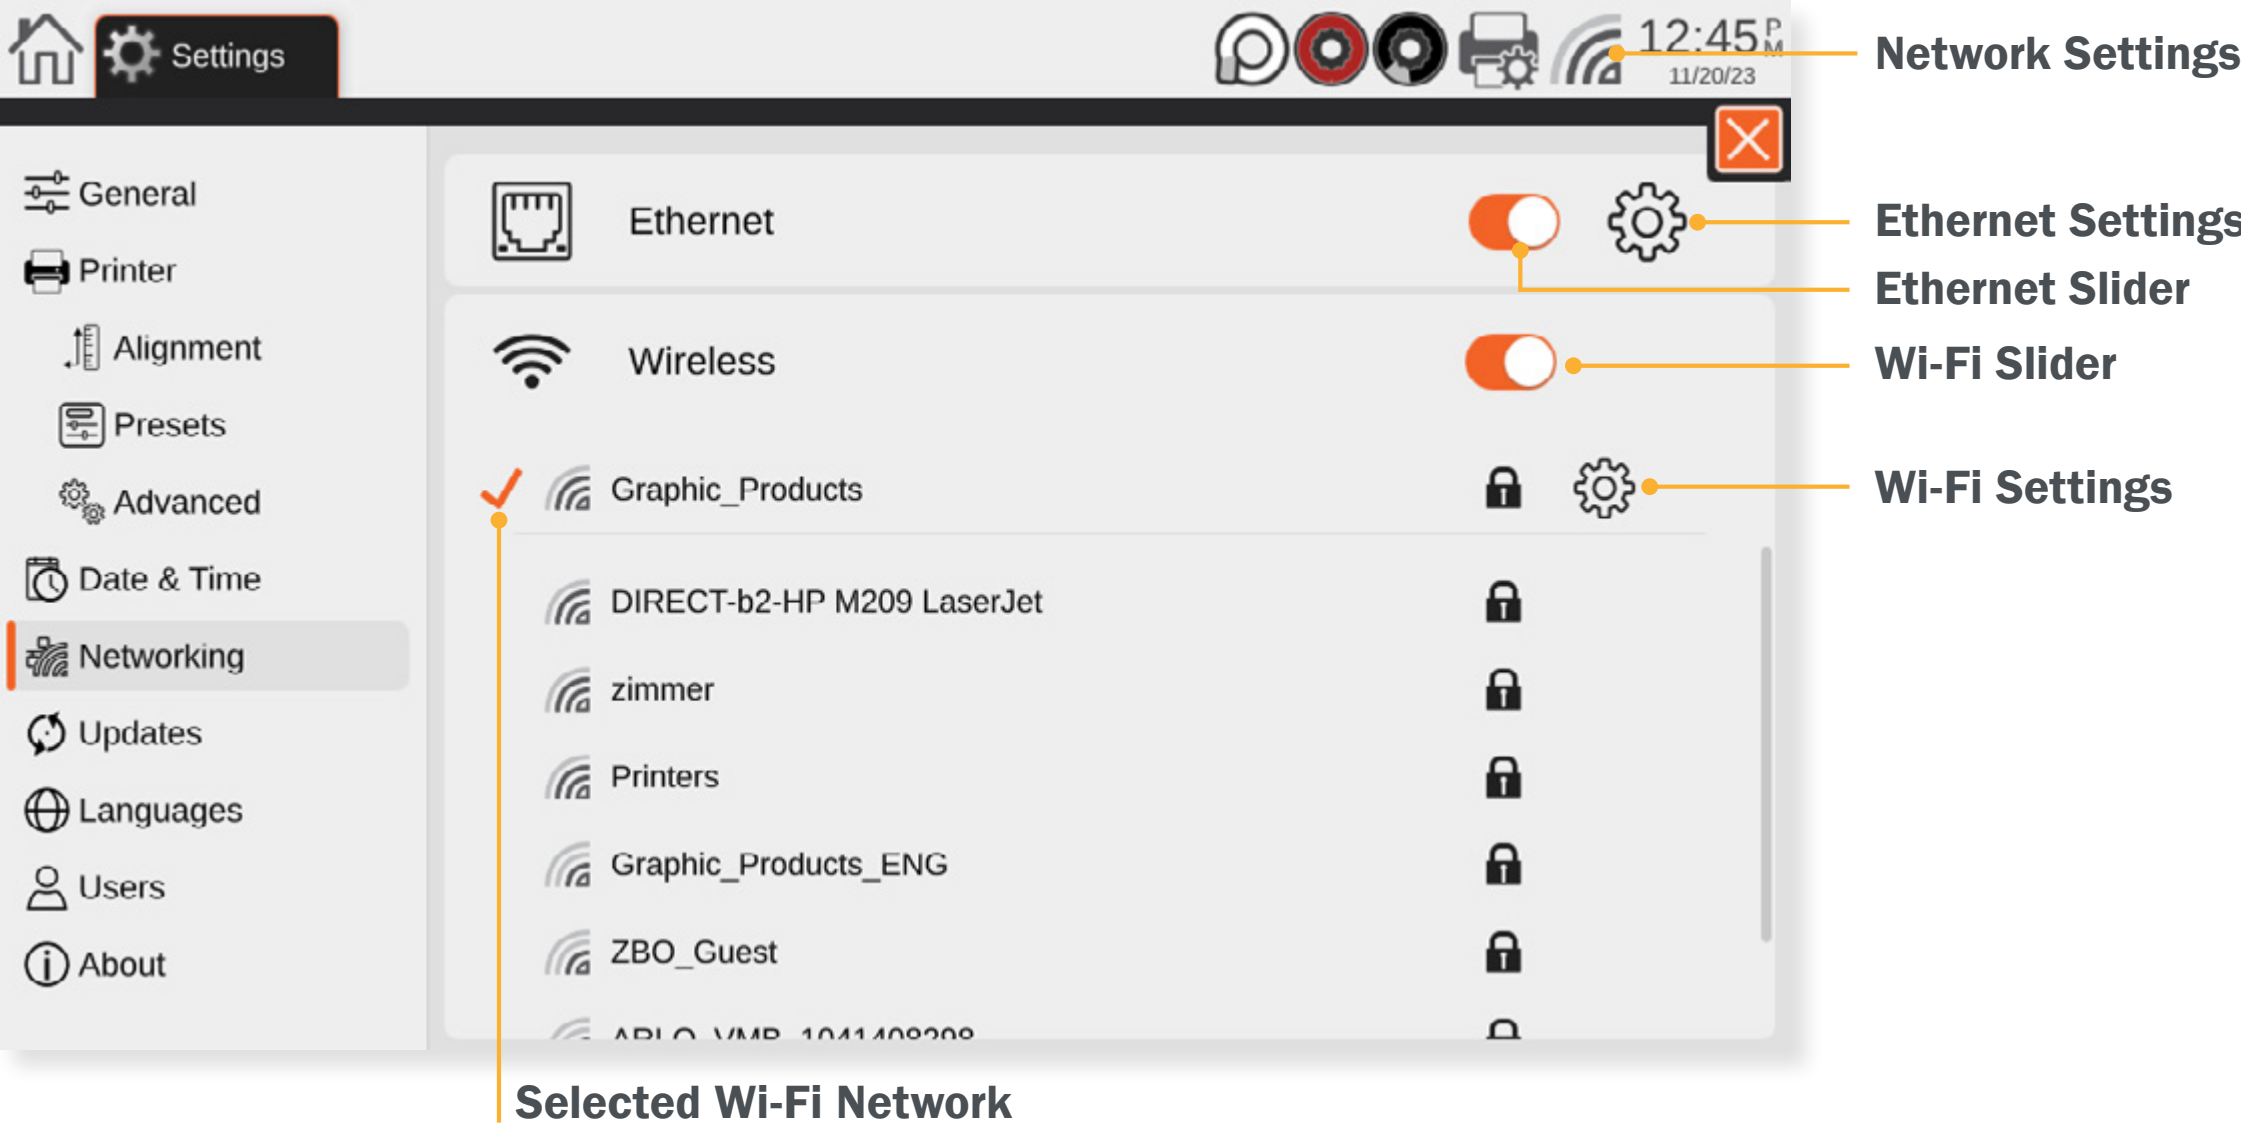 Settings
12:45 PM
11/20/23
Network Settings
General
Printer
Alignment
Presets
Advanced
Date & Time
Networking
Updates
Languages
Users
About
Ethernet
Ethernet Settings
Ethernet Slider
Wireless
Wi-Fi Slider
Graphic_Products
Wi-Fi Settings
DIRECT-b2-HP M209 LaserJet
zimmer
Printers
Graphic_Products_ENG
ZBO_Guest
ARLO_VMB_1041408298
Selected Wi-Fi Network